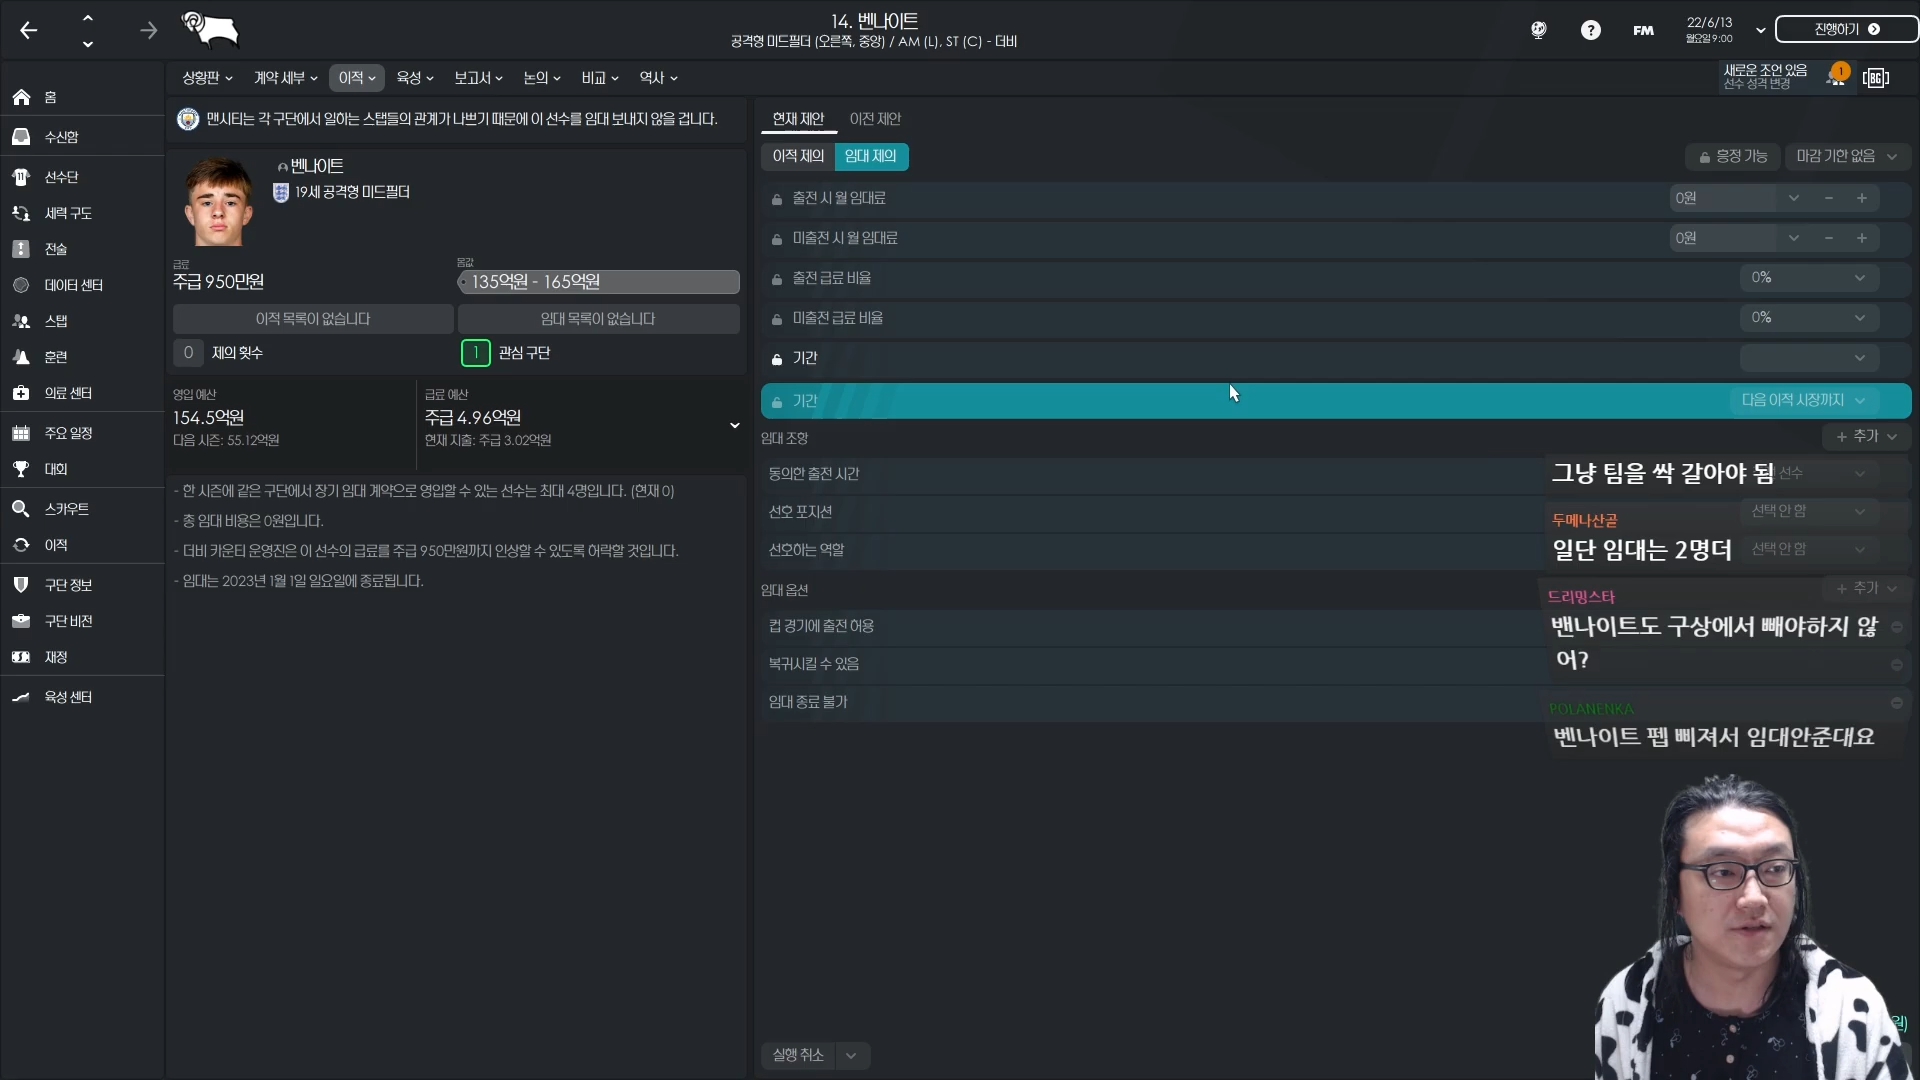 14. 벤나이트
공격형 미드필더 (오른쪽, 중앙) / AM (L), ST (C) - 더비
?
FM
22/6/13
월요일 9:00
진행하기
상황판
계약 세부
이적
육성
보고서
논의
비교
역사
새로운 조언 있음
선수 성격 변경
1
BG
홈
수신함
선수단
세력 구도
전술
데이터 센터
스탭
훈련
의료 센터
주요 일정
대회
스카우트
이적
구단 정보
구단 비전
재정
육성 센터
맨시티는 각 구단에서 일하는 스탭들의 관계가 나쁘기 때문에 이 선수를 임대 보내지 않을 겁니다.
벤나이트
19세 공격형 미드필더
급료
주급 950만원
몸값
135억원 - 165억원
이적 목록이 없습니다
임대 목록이 없습니다
0 제의 횟수
1 관심 구단
영입 예산
154.5억원
다음 시즌: 55.12억원
급료 예산
주급 4.96억원
현재 지출: 주급 3.02억원
- 한 시즌에 같은 구단에서 장기 임대 계약으로 영입할 수 있는 선수는 최대 4명입니다. (현재 0)
- 총 임대 비용은 0원입니다.
- 더비 카운티 운영진은 이 선수의 급료를 주급 950만원까지 인상할 수 있도록 허락할 것입니다.
- 임대는 2023년 1월 1일 일요일에 종료됩니다.
현재 제안
이전 제안
이적 제의
임대 제의
흥정 가능
마감 기한 없음
출전 시 월 임대료
0원
미출전 시 월 임대료
0원
출전 급료 비율
0%
미출전 급료 비율
0%
기간
기간
다음 이적 시장까지
임대 조항
+ 추가
동의한 출전 시간
선수
선호 포지션
선택 안 함
선호하는 역할
선택 안 함
임대 옵션
+ 추가
컵 경기에 출전 허용
복귀시킬 수 있음
임대 종료 불가
그냥 팀을 싹 갈아야 됨
두메나산골
일단 임대는 2명더
드리밍스타
밴나이트도 구상에서 빼야하지 않
어?
POLANENKA
벤나이트 펩 삐져서 임대안준대요
실행 취소
원)